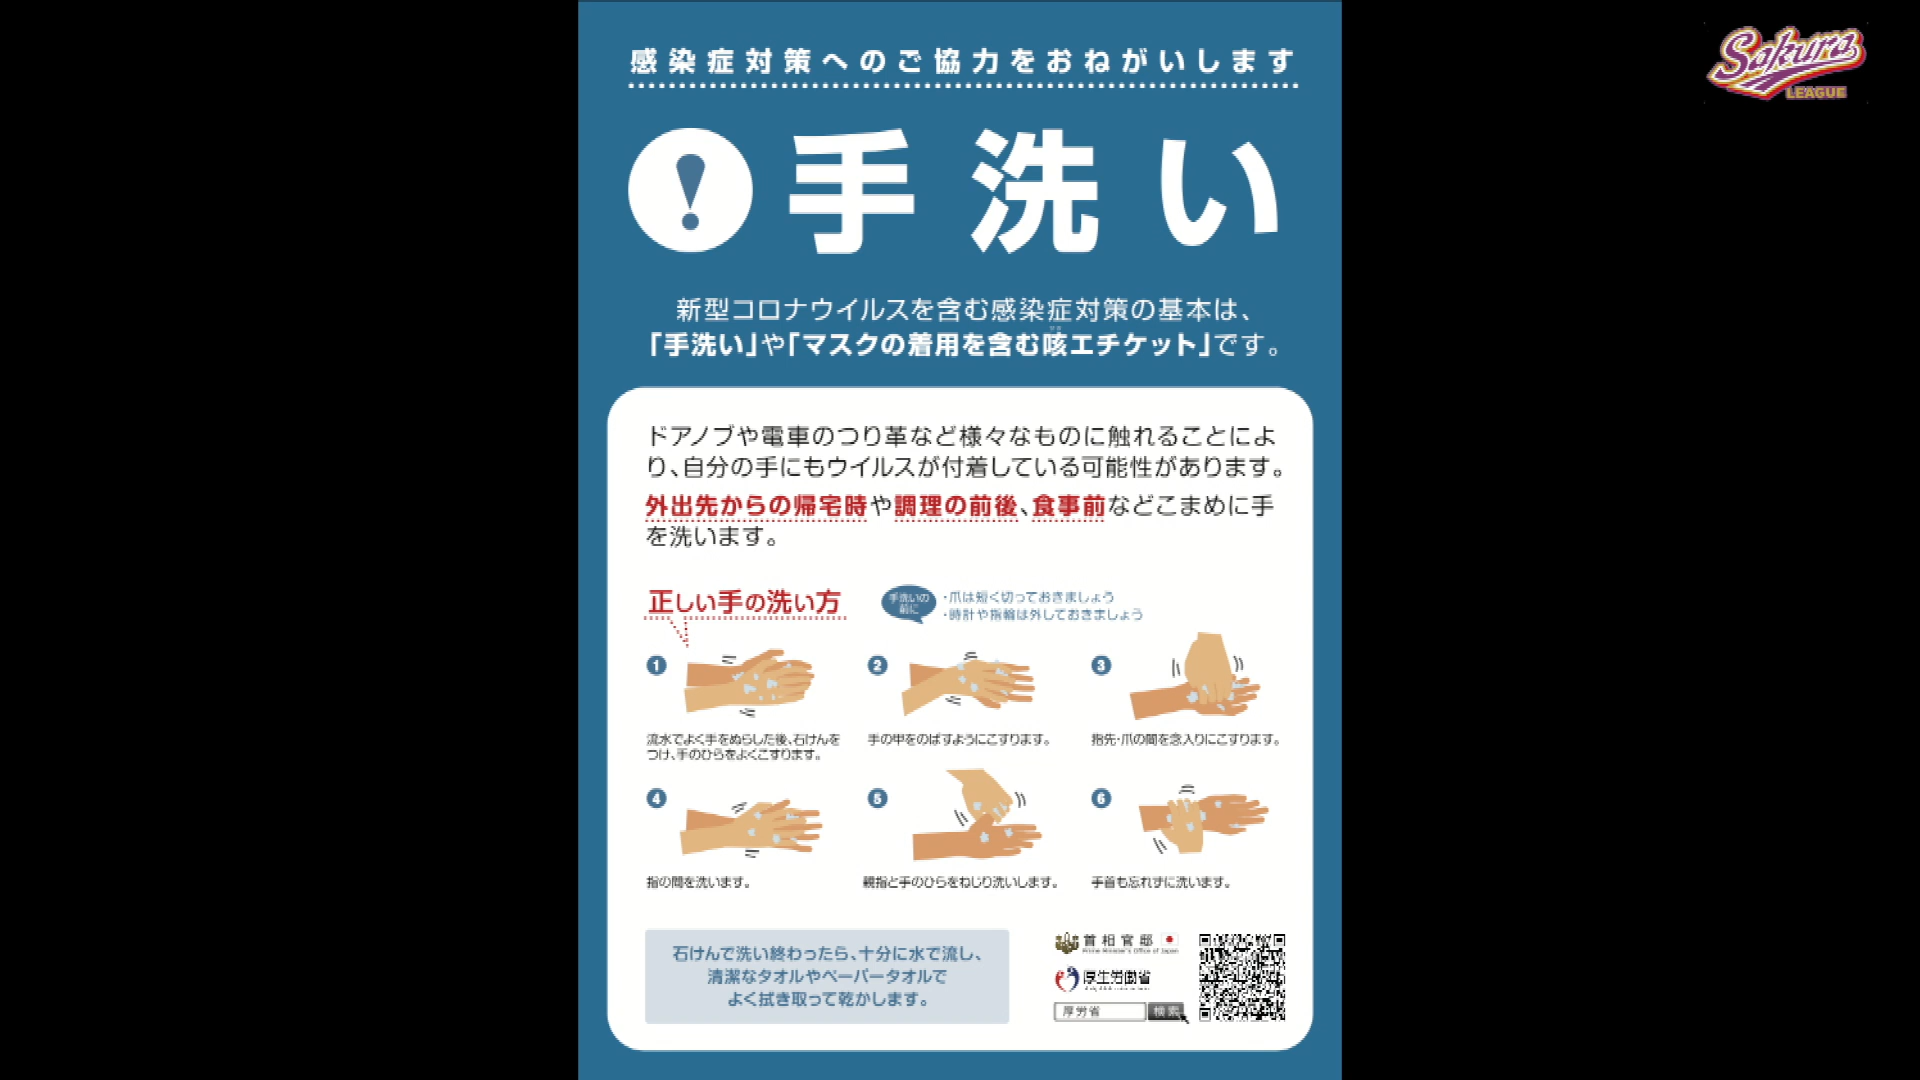 感染症対策へのご協力をおねがいします
Sakura
LEAGUE
! 手洗い
新型コロナウイルスを含む感染症対策の基本は、
「手洗い」や「マスクの着用を含む咳エチケット」です。
ドアノブや電車のつり革など様々なものに触れることによ
り、自分の手にもウイルスが付着している可能性があります。
外出先からの帰宅時や調理の前後、食事前などこまめに手
を洗います。
正しい手の洗い方
手洗いの
前に
・爪は短く切っておきましょう
・時計や指輪は外しておきましょう
1
流水でよく手をぬらした後、石けんを
つけ、手のひらをよくこすります。
2
手の甲をのばすようにこすります。
3
指先・爪の間を念入りにこすります。
4
指の間を洗います。
5
親指と手のひらをねじり洗いします。
6
手首も忘れずに洗います。
石けんで洗い終わったら、十分に水で流し、
清潔なタオルやペーパータオルで
よく拭き取って乾かします。
首相官邸
Prime Minister's Office of Japan
厚生労働省
厚労省 検索